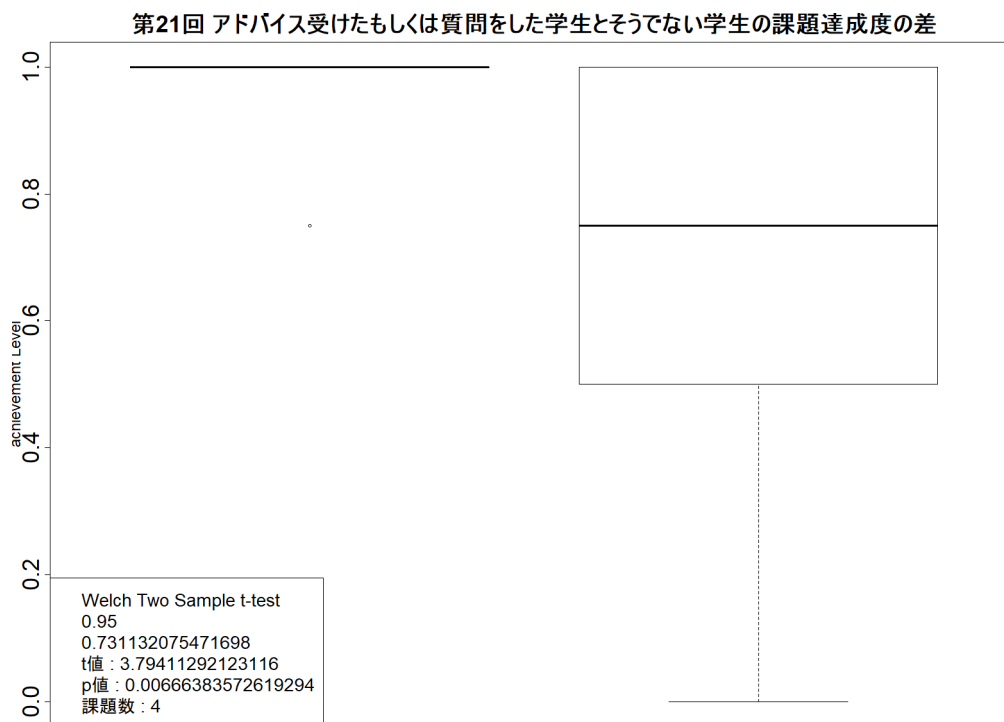 第21回 アドバイス受けたもしくは質問をした学生とそうでない学生の課題達成度の差
1.0
0.8
0.6
achievement Level
0.4
0.2
0.0
Welch Two Sample t-test
0.95
0.731132075471698
t値 : 3.79411292123116
p値 : 0.00666383572619294
課題数 : 4